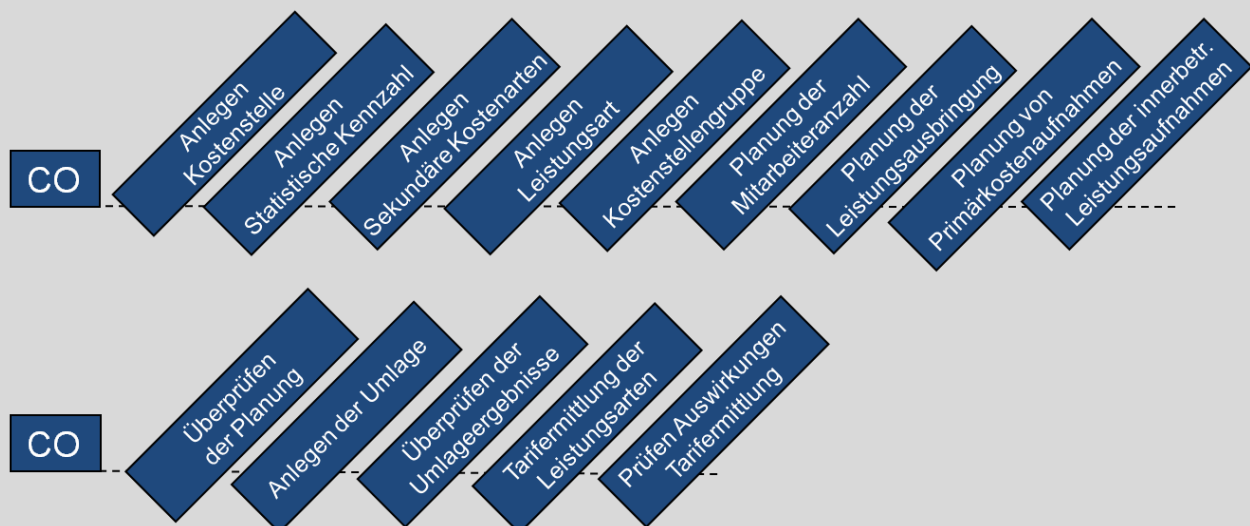 CO
Anlegen
Kostenstelle
Anlegen
Statistische Kennzahl
Anlegen
Sekundäre Kostenarten
Anlegen
Leistungsart
Anlegen
Kostenstellengruppe
Planung der
Mitarbeiteranzahl
Planung der
Leistungsausbringung
Planung von
Primärkostenaufnahmen
Planung der innerbetr.
Leistungsaufnahmen
CO
Überprüfen
der Planung
Anlegen der Umlage
Überprüfen der
Umlageergebnisse
Tarifermittlung der
Leistungsarten
Prüfen Auswirkungen
Tarifermittlung